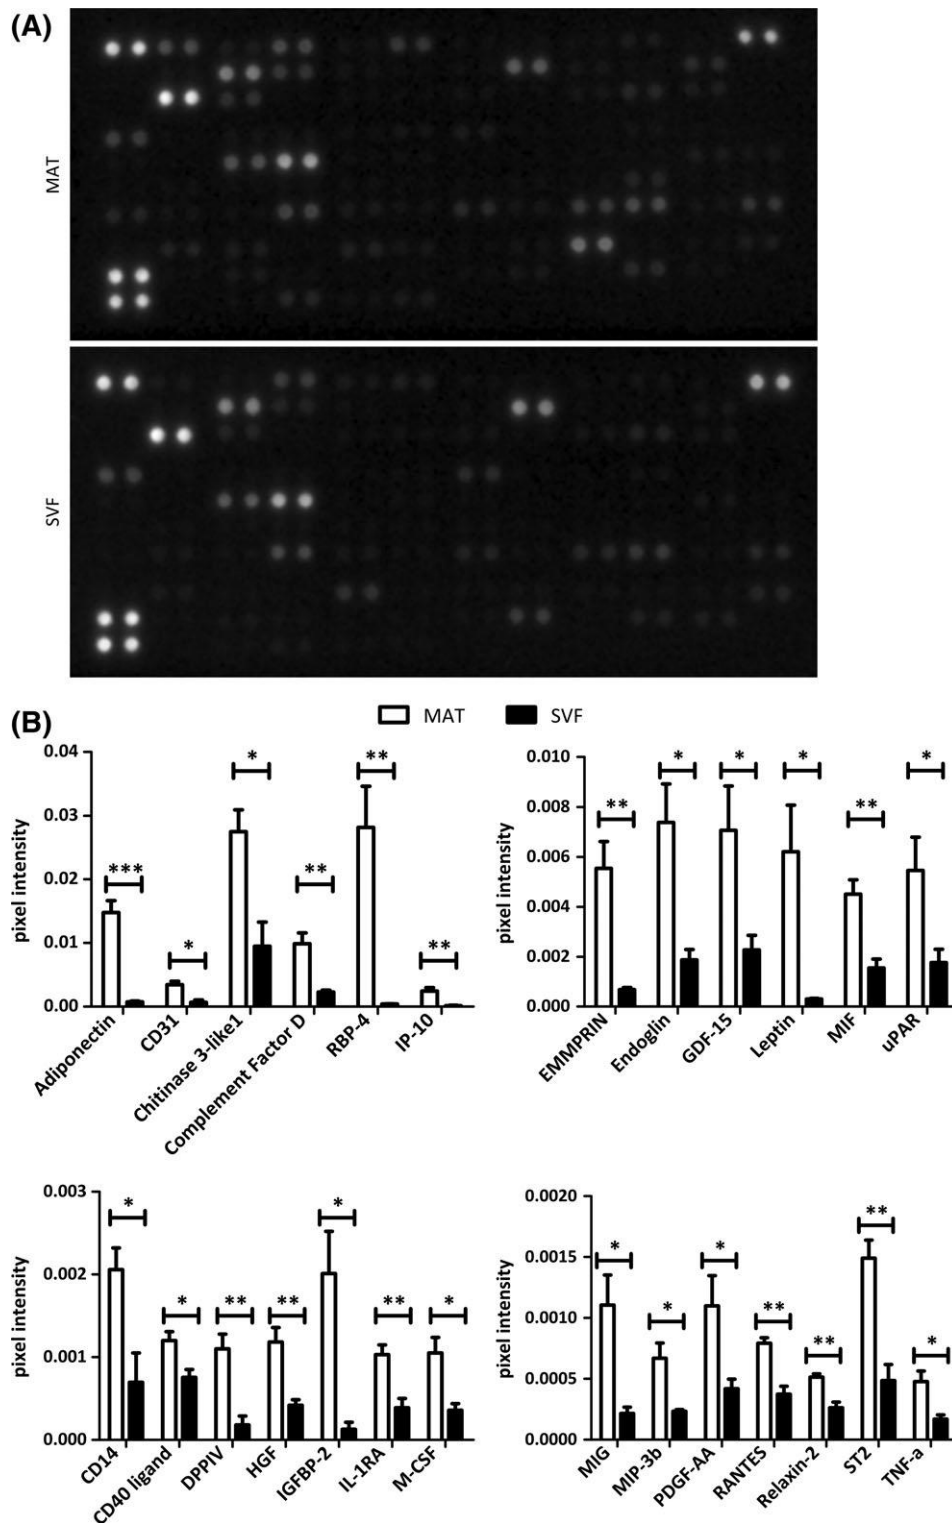 (A)
MAT
SVF
(B)
MAT SVF
pixel intensity
0.04
0.03
0.02
0.01
0.00
*** * * ** ** **
Adiponectin CD31 Chitinase 3-like1 Complement Factor D RBP-4 IP-10
pixel intensity
0.010
0.008
0.006
0.004
0.002
0.000
** * * * ** *
EMMPRIN Endoglin GDF-15 Leptin MIF uPAR
pixel intensity
0.003
0.002
0.001
0.000
* * ** ** * ** *
CD14 CD40 ligand DPPIV HGF IGFBP-2 IL-1RA M-CSF
pixel intensity
0.0020
0.0015
0.0010
0.0005
0.0000
* * * ** ** ** *
MIG MIP-3b PDGF-AA RANTES Relaxin-2 ST2 TNF-a